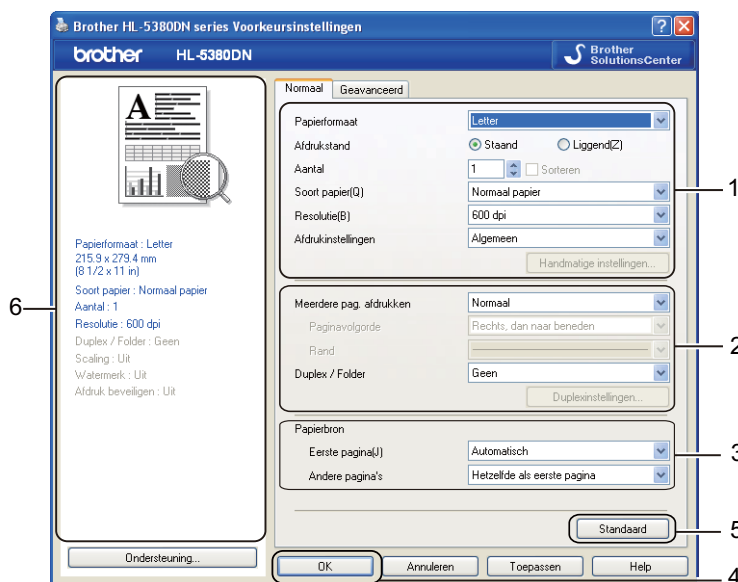 Brother HL-5380DN series Voorkeursinstellingen
brother HL-5380DN
Brother
SolutionsCenter
Normaal Geavanceerd
A
Papierformaat Letter
Afdrukstand Staand Liggend(Z)
Aantal 1 Sorteren
Soort papier(Q) Normaal papier
1
Resolutie(B) 600 dpi
Afdrukinstellingen Algemeen
Handmatige instellingen...
Papierformaat : Letter
215.9 x 279.4 mm
(8 1/2 x 11 in)
Soort papier : Normaal papier
Aantal : 1
Resolutie : 600 dpi
Duplex / Folder : Geen
Scaling : Uit
Watermerk : Uit
Afdruk beveiligen : Uit
6
Meerdere pag. afdrukken Normaal
Paginavolgorde Rechts, dan naar beneden
Rand
2
Duplex / Folder Geen
Duplexinstellingen...
Papierbron
Eerste pagina(J) Automatisch
3
Andere pagina's Hetzelfde als eerste pagina
Standaard
5
Ondersteuning...
OK Annuleren Toepassen Help
4